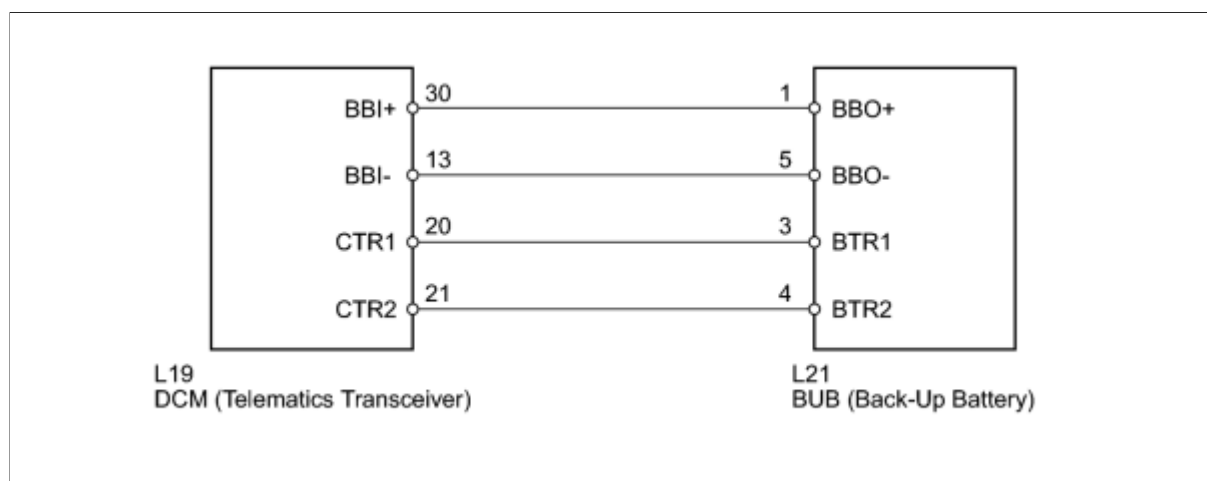 BBI+ 30 1 BBO+
BBI- 13 5 BBO-
CTR1 20 3 BTR1
CTR2 21 4 BTR2
L19 L21
DCM (Telematics Transceiver) BUB (Back-Up Battery)